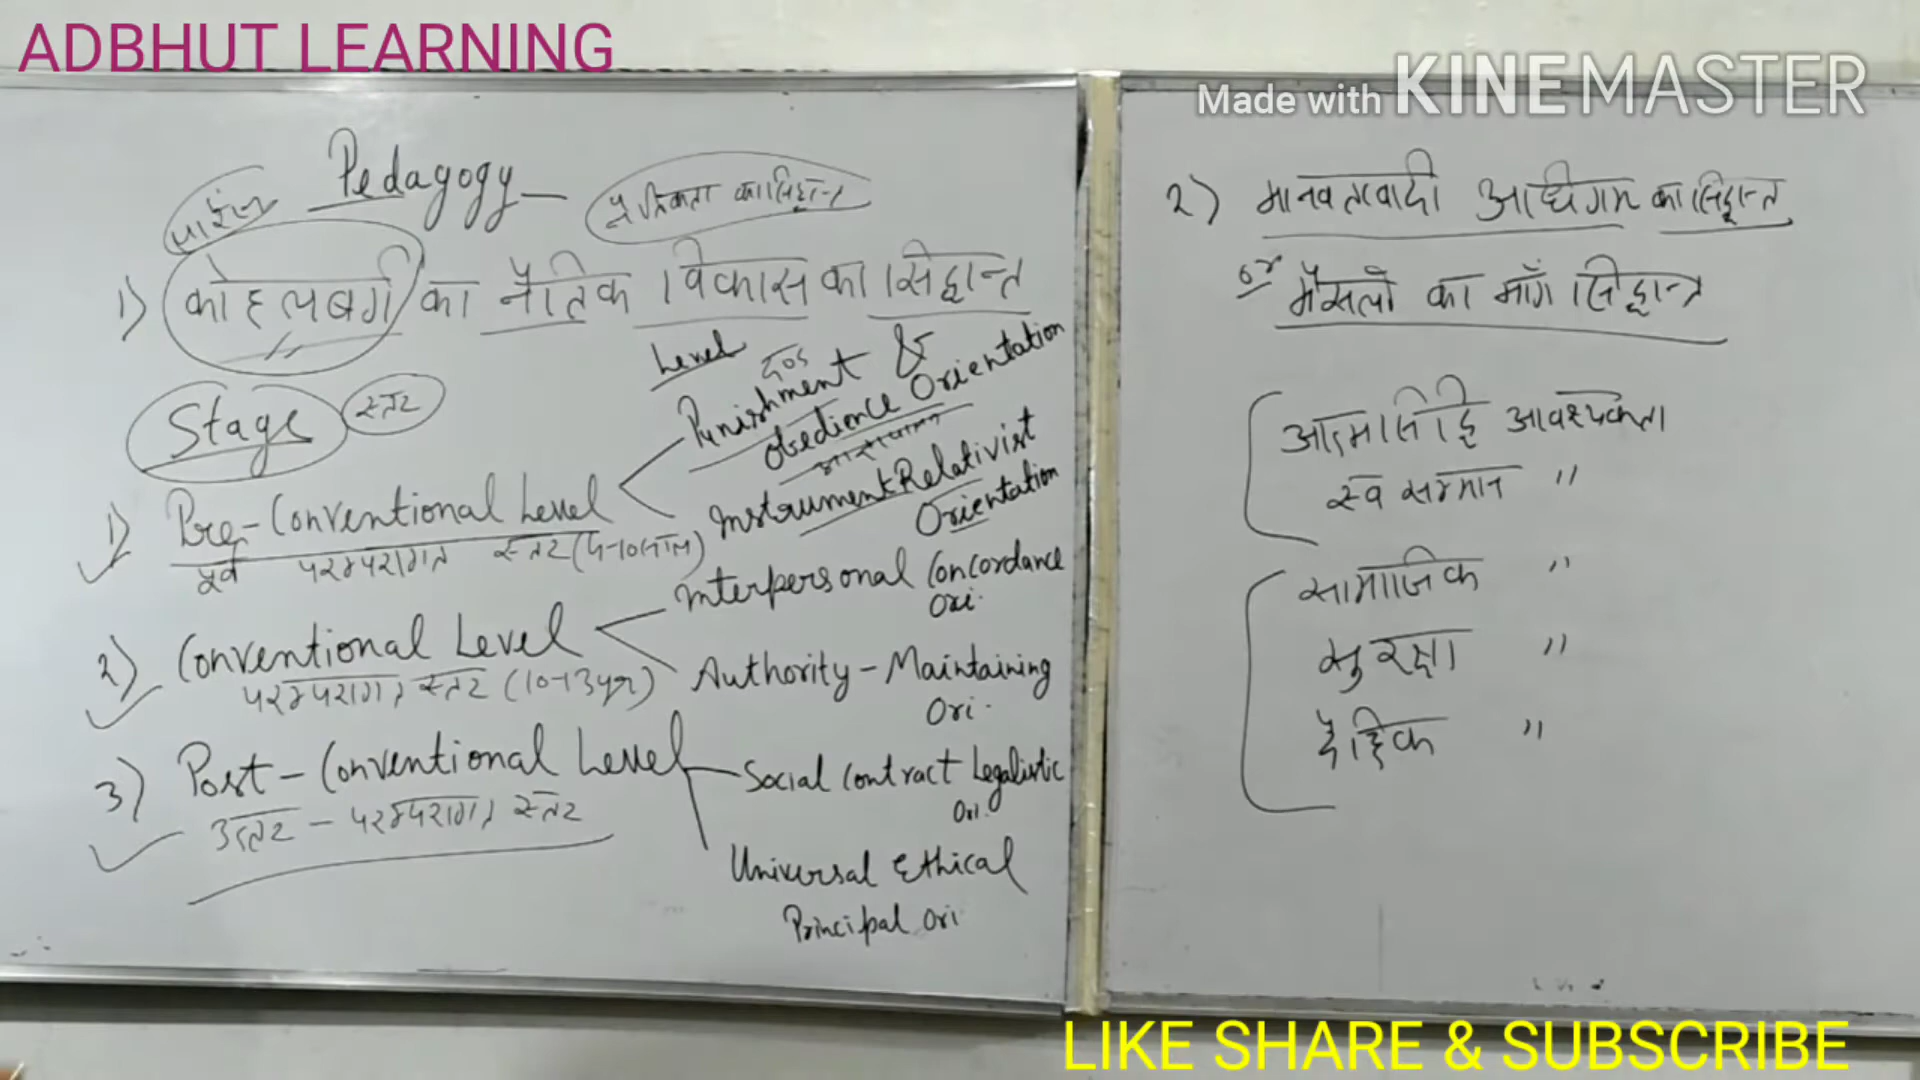 ADBHUT LEARNING
Made with KINEMASTER
Pedagogy
का सिद्धान्त
1) कोहलबर्ग का नैतिक विकास का सिद्धान्त
Level
Stage स्तर
दण्ड
Punishment &
obedience Orientation
1) Pre-Conventional Level
पूर्व परम्परागत स्तर
Instrument Relativist
Orientation
Interpersonal Concordance
Ori.
2) Conventional Level
परम्परागत स्तर (10-13
Authority - Maintaining
Ori.
3) Post - Conventional Level
उत्तर - परम्परागत स्तर
Social Contract Legalistic
Ori.
Universal Ethical
Principal Ori
2) मानवतावादी अधिगम का सिद्धान्त
or मैसलो का माँग सिद्धान्त
आत्मसिद्धि आवश्यकता
स्व सम्मान "
सामाजिक "
सुरक्षा "
दैहिक "
LIKE SHARE & SUBSCRIBE